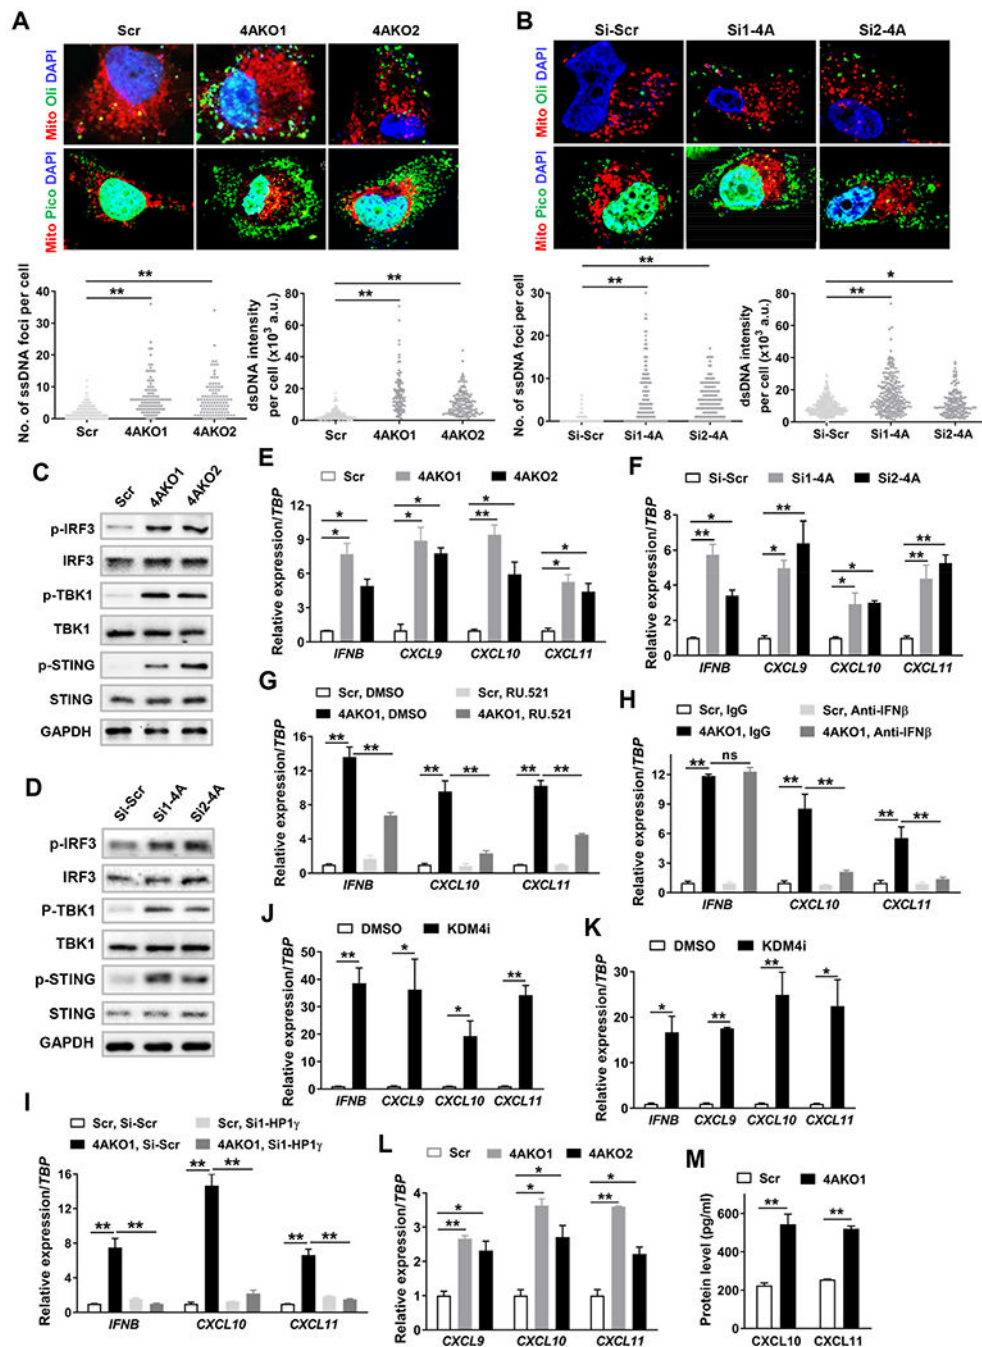 A
Scr 4AKO1 4AKO2
Mito Oli DAPI
Mito Pico DAPI
No. of ssDNA foci per cell
40
30
20
10
0
** **
Scr 4AKO1 4AKO2
dsDNA intensity
per cell (x10³ a.u.)
80
60
40
20
0
** **
Scr 4AKO1 4AKO2
B
Si-Scr Si1-4A Si2-4A
Mito Oli DAPI
Mito Pico DAPI
No. of ssDNA foci per cell
30
20
10
0
** **
Si-Scr Si1-4A Si2-4A
dsDNA intensity
per cell (x10³ a.u.)
80
60
40
20
0
* **
Si-Scr Si1-4A Si2-4A
C
Scr 4AKO1 4AKO2
p-IRF3
IRF3
p-TBK1
TBK1
p-STING
STING
GAPDH
D
Si-Scr Si1-4A Si2-4A
p-IRF3
IRF3
P-TBK1
TBK1
p-STING
STING
GAPDH
E
Scr 4AKO1 4AKO2
Relative expression/TBP
12
9
6
3
0
* * * * * ** * *
IFNB CXCL9 CXCL10 CXCL11
F
Si-Scr Si1-4A Si2-4A
Relative expression/TBP
8
6
4
2
0
* ** ** * * * ** **
IFNB CXCL9 CXCL10 CXCL11
G
Scr, DMSO Scr, RU.521
4AKO1, DMSO 4AKO1, RU.521
Relative expression/TBP
16
12
8
4
0
** ** ** ** ** **
IFNB CXCL10 CXCL11
H
Scr, IgG Scr, Anti-IFNβ
4AKO1, IgG 4AKO1, Anti-IFNβ
Relative expression/TBP
12
9
6
3
0
** ns ** ** ** **
IFNB CXCL10 CXCL11
J
DMSO KDM4i
Relative expression/TBP
50
40
30
20
10
0
** * * **
IFNB CXCL9 CXCL10 CXCL11
K
DMSO KDM4i
Relative expression/TBP
30
20
10
0
* ** ** *
IFNB CXCL9 CXCL10 CXCL11
I
Scr, Si-Scr Scr, Si1-HP1γ
4AKO1, Si-Scr 4AKO1, Si1-HP1γ
Relative expression/TBP
16
12
8
4
0
** ** ** ** ** **
IFNB CXCL10 CXCL11
L
Scr 4AKO1 4AKO2
Relative expression/TBP
4
3
2
1
0
* ** * * * **
CXCL9 CXCL10 CXCL11
M
Scr 4AKO1
Protein level (pg/ml)
600
400
200
0
** **
CXCL10 CXCL11